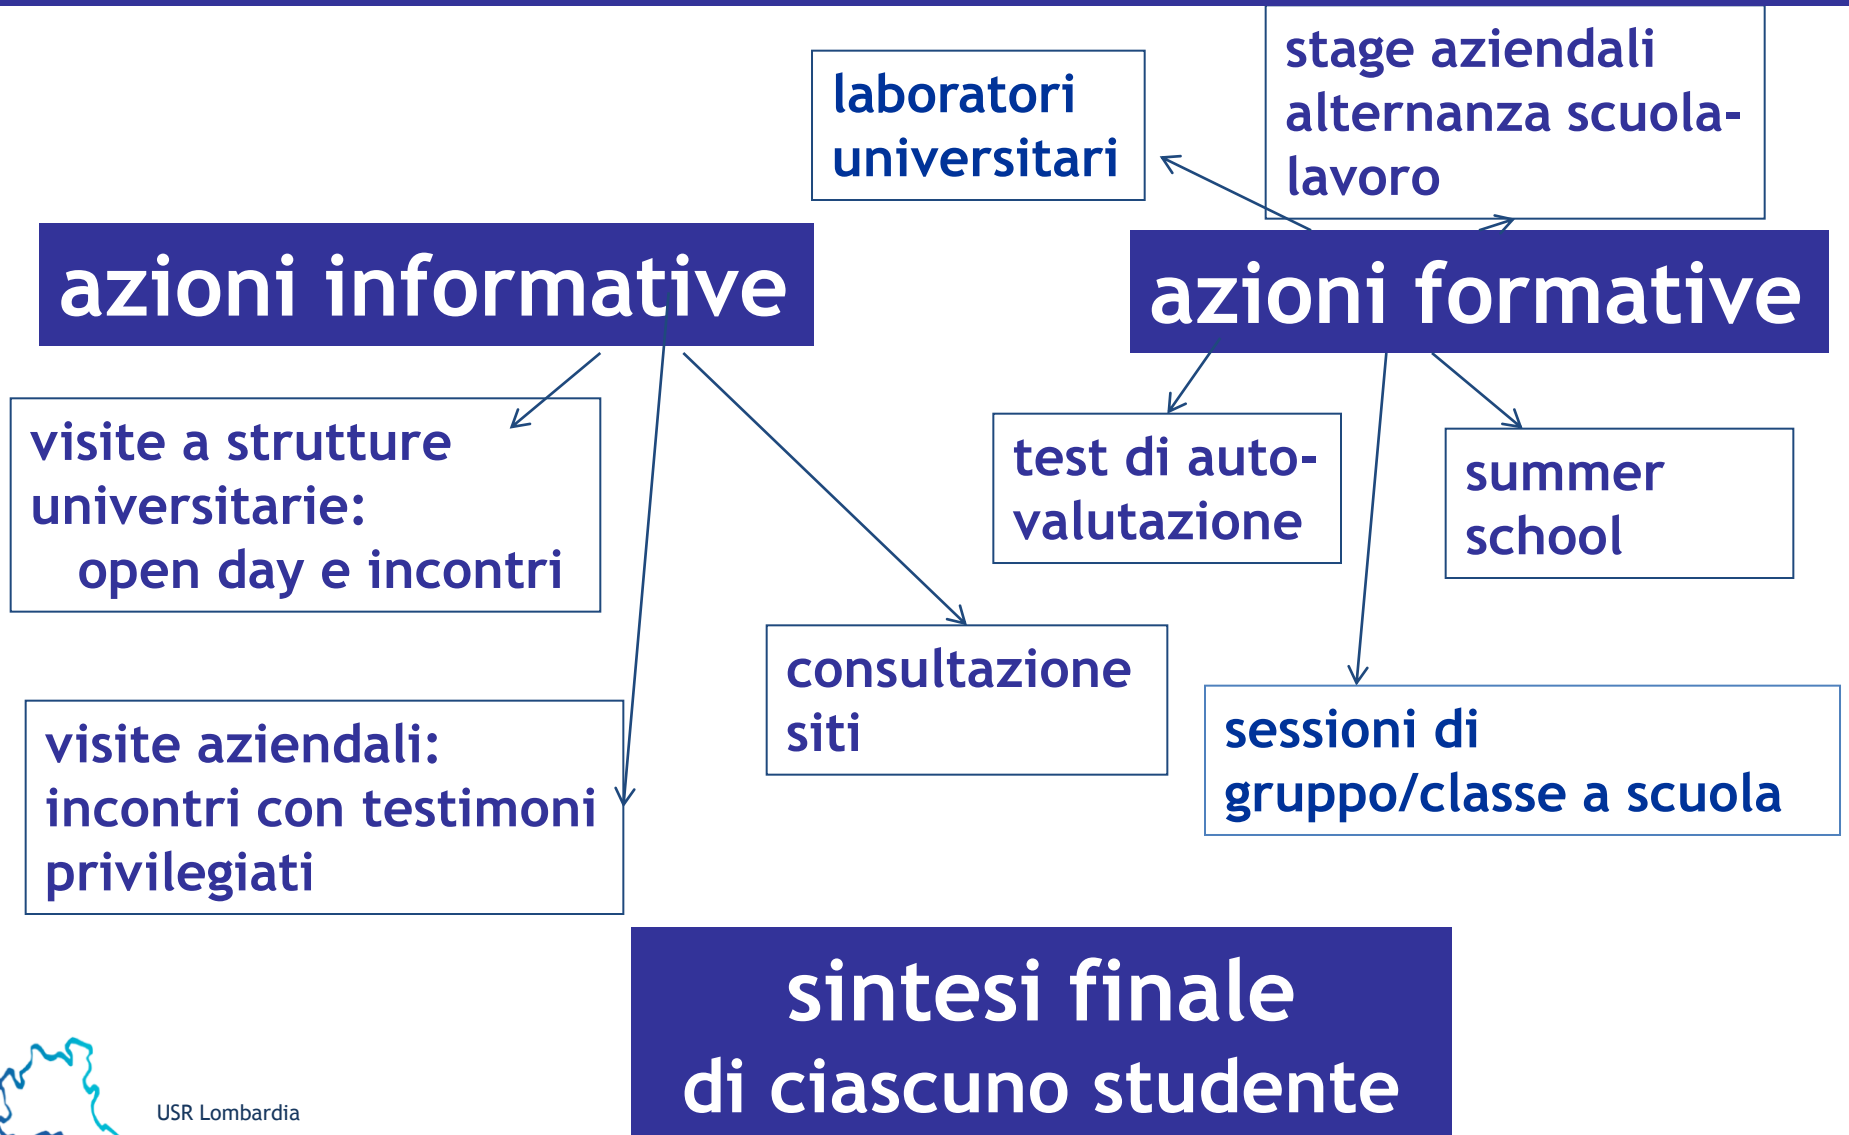 laboratori
universitari
stage aziendali
alternanza scuola-
lavoro
azioni informative
azioni formative
visite a strutture
universitarie:
open day e incontri
test di auto-
valutazione
summer
school
consultazione
siti
visite aziendali:
incontri con testimoni
privilegiati
sessioni di
gruppo/classe a scuola
sintesi finale
di ciascuno studente
USR Lombardia